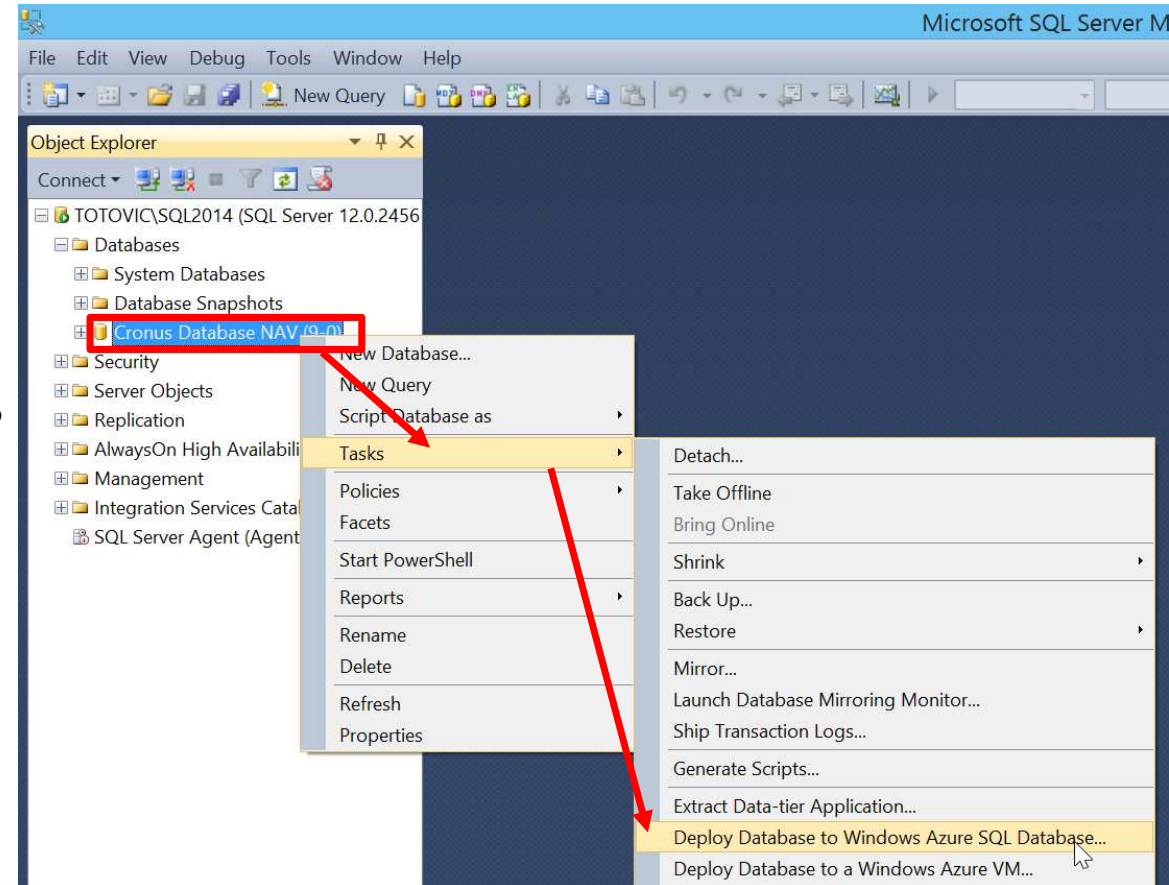 Microsoft SQL Server M
File Edit View Debug Tools Window Help
New Query
Object Explorer
Connect
TOTOVIC\SQL2014 (SQL Server 12.0.2456
Databases
System Databases
Database Snapshots
Cronus Database NAV (9-0)
Security
Server Objects
Replication
AlwaysOn High Availabili
Management
Integration Services Catal
SQL Server Agent (Agent
New Database...
New Query
Script Database as
Tasks
Policies
Facets
Start PowerShell
Reports
Rename
Delete
Refresh
Properties
Detach...
Take Offline
Bring Online
Shrink
Back Up...
Restore
Mirror...
Launch Database Mirroring Monitor...
Ship Transaction Logs...
Generate Scripts...
Extract Data-tier Application...
Deploy Database to Windows Azure SQL Database...
Deploy Database to a Windows Azure VM...